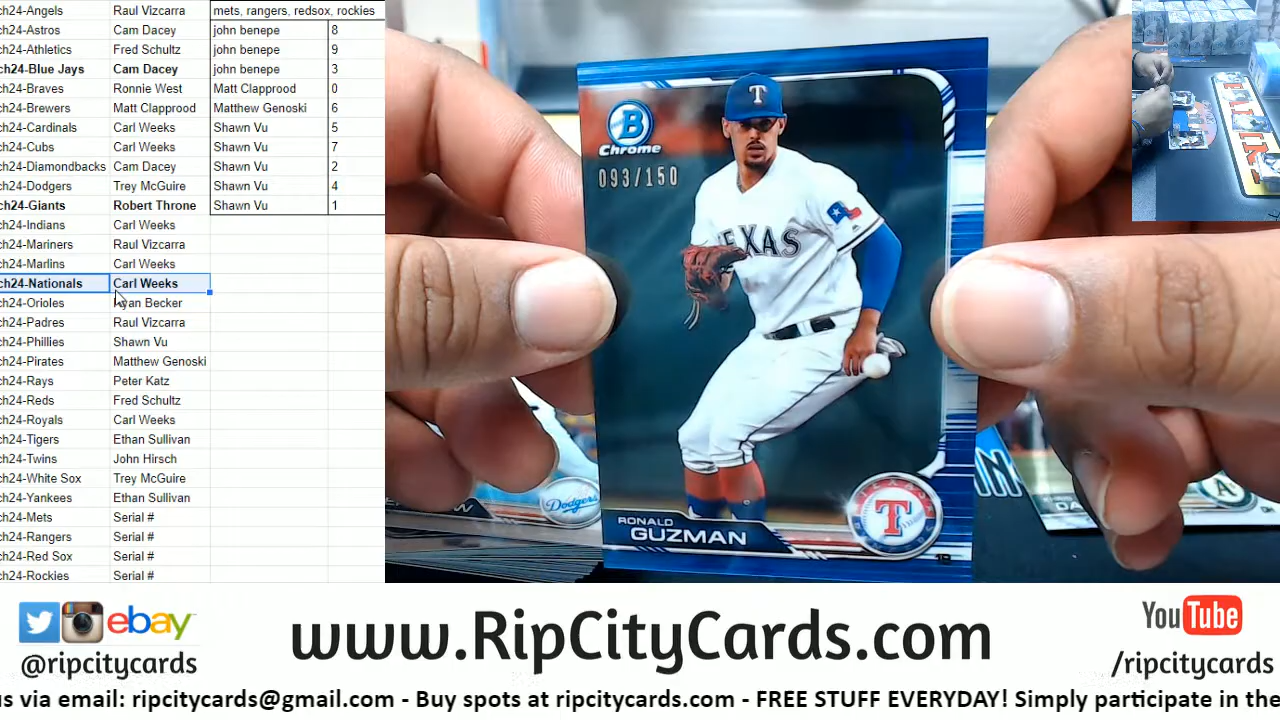 ch24-Angels Raul Vizcarra mets, rangers, redsox, rockies
ch24-Astros Cam Dacey john benepe 8
ch24-Athletics Fred Schultz john benepe 9
ch24-Blue Jays Cam Dacey john benepe 3
ch24-Braves Ronnie West Matt Clapprood 0
ch24-Brewers Matt Clapprood Matthew Genoski 6
ch24-Cardinals Carl Weeks Shawn Vu 5
ch24-Cubs Carl Weeks Shawn Vu 7
ch24-Diamondbacks Cam Dacey Shawn Vu 2
ch24-Dodgers Trey McGuire Shawn Vu 4
ch24-Giants Robert Throne Shawn Vu 1
ch24-Indians Carl Weeks
ch24-Mariners Raul Vizcarra
ch24-Marlins Carl Weeks
ch24-Nationals Carl Weeks
ch24-Orioles Ryan Becker
ch24-Padres Raul Vizcarra
ch24-Phillies Shawn Vu
ch24-Pirates Matthew Genoski
ch24-Rays Peter Katz
ch24-Reds Fred Schultz
ch24-Royals Carl Weeks
ch24-Tigers Ethan Sullivan
ch24-Twins John Hirsch
ch24-White Sox Trey McGuire
ch24-Yankees Ethan Sullivan
ch24-Mets Serial #
ch24-Rangers Serial #
ch24-Red Sox Serial #
ch24-Rockies Serial #
B
Chrome
093/150
T
TEXAS
RONALD
GUZMAN
T
Dodgers
A's
ebay
@ripcitycards
www.RipCityCards.com
YouTube
/ripcitycards
us via email: ripcitycards@gmail.com - Buy spots at ripcitycards.com - FREE STUFF EVERYDAY! Simply participate in the